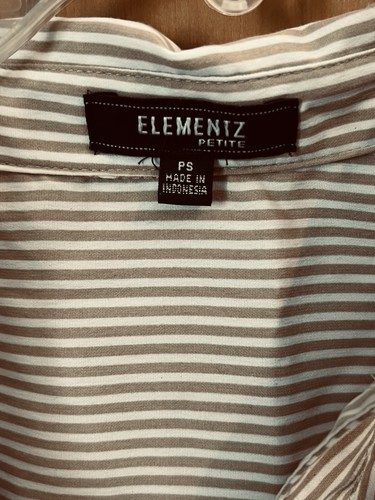 ELEMENTZ
PETITE
PS
MADE IN
INDONESIA